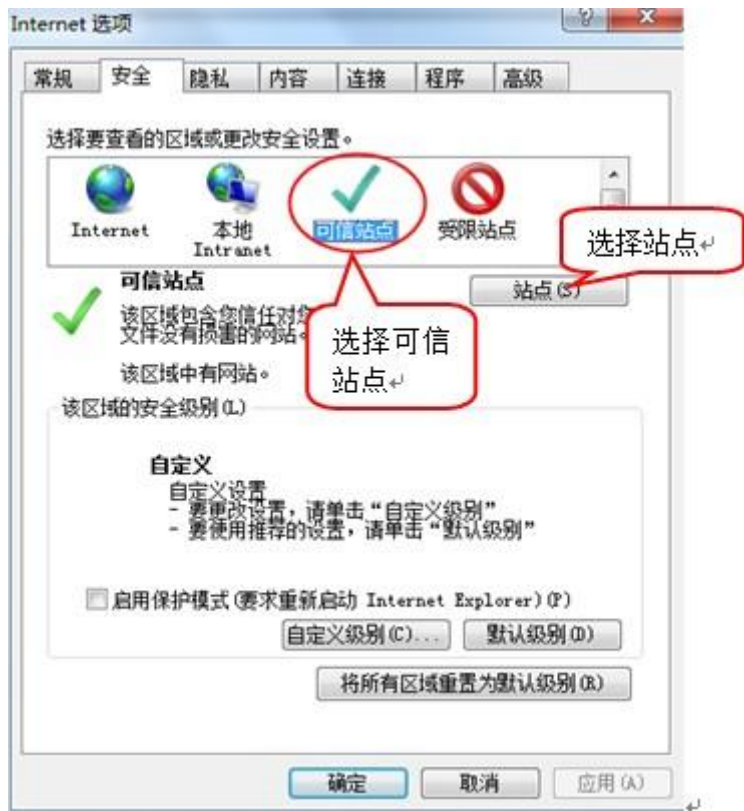 Internet 选项
常规 安全 隐私 内容 连接 程序 高级
选择要查看的区域或更改安全设置。
Internet 本地 Intranet 可信站点 受限站点
选择站点↵
可信站点
站点(S)
该区域包含您信任对您
文件没有损害的网站。
选择可信
站点↵
该区域中有网站。
该区域的安全级别(L)
自定义
自定义设置
- 要更改设置，请单击“自定义级别”
- 要使用推荐的设置，请单击“默认级别”
启用保护模式(要求重新启动 Internet Explorer)(P)
自定义级别(C)... 默认级别(D)
将所有区域重置为默认级别(R)
确定 取消 应用(A)
↵